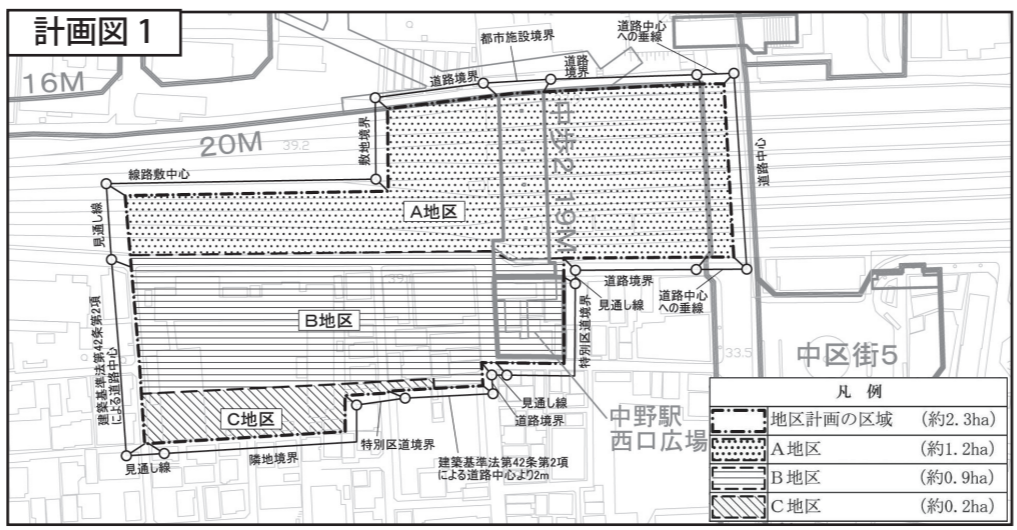 計画図 1
都市施設境界
道路中心
への垂線
道路
境界
道路境界
16M
20M
39.2
敷地境界
中歩2 19M
道路中心
線路敷中心
A地区
見通し線
道路境界
道路中心
への垂線
見通し線
B地区
特別区道境界
建築基準法第42条第2項
による道路中心
33.5
中区街5
C地区
見通し線
道路境界
中野駅
西口広場
特別区道境界
建築基準法第42条第2項
による道路中心より2m
見通し線
隣地境界
凡 例
地区計画の区域 (約2.3ha)
A地区 (約1.2ha)
B地区 (約0.9ha)
C地区 (約0.2ha)